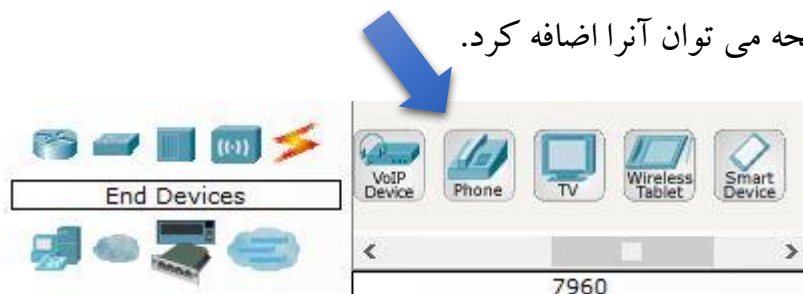 می توان آنرا اضافه کرد.
VoIP Device
Phone
TV
Wireless Tablet
Smart Device
End Devices
7960